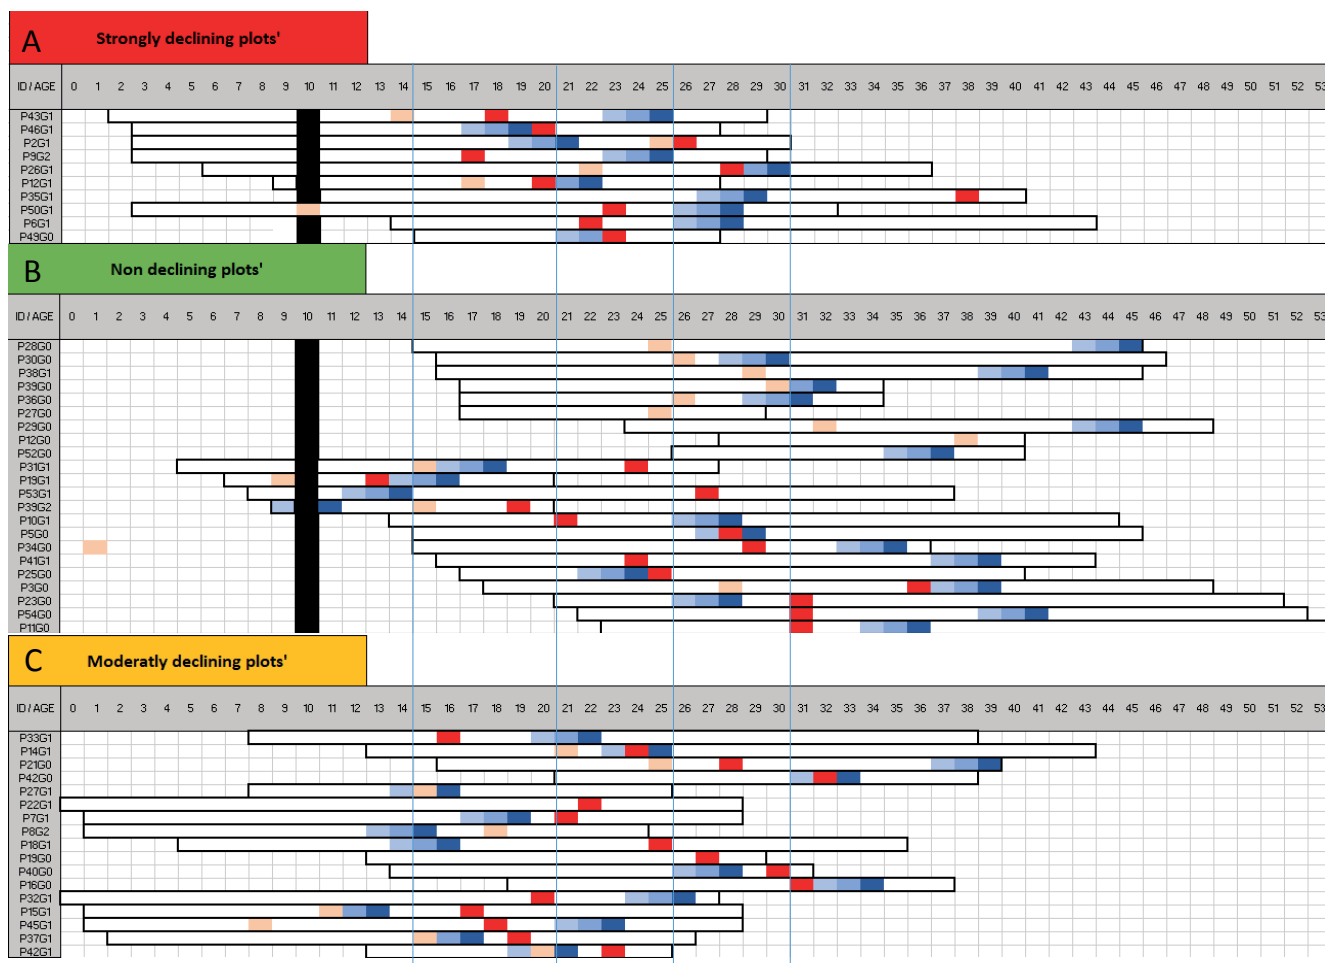 A Strongly declining plots'
ID / AGE 0 1 2 3 4 5 6 7 8 9 10 11 12 13 14 15 16 17 18 19 20 21 22 23 24 25 26 27 28 29 30 31 32 33 34 35 36 37 38 39 40 41 42 43 44 45 46 47 48 49 50 51 52 53
P43G1
P46G1
P2G1
P9G2
P26G1
P12G1
P35G1
P50G1
P6G1
P49G0
B Non declining plots'
ID / AGE 0 1 2 3 4 5 6 7 8 9 10 11 12 13 14 15 16 17 18 19 20 21 22 23 24 25 26 27 28 29 30 31 32 33 34 35 36 37 38 39 40 41 42 43 44 45 46 47 48 49 50 51 52 53
P28G0
P30G0
P38G1
P39G0
P36G0
P27G0
P29G0
P12G0
P52G0
P31G1
P19G1
P53G1
P39G2
P10G1
P5G0
P34G0
P41G1
P25G0
P3G0
P23G0
P54G0
P11G0
C Moderatly declining plots'
ID / AGE 0 1 2 3 4 5 6 7 8 9 10 11 12 13 14 15 16 17 18 19 20 21 22 23 24 25 26 27 28 29 30 31 32 33 34 35 36 37 38 39 40 41 42 43 44 45 46 47 48 49 50 51 52 53
P33G1
P14G1
P21G0
P42G0
P27G1
P22G1
P7G1
P8G2
P18G1
P19G0
P40G0
P16G0
P32G1
P15G1
P45G1
P37G1
P42G1